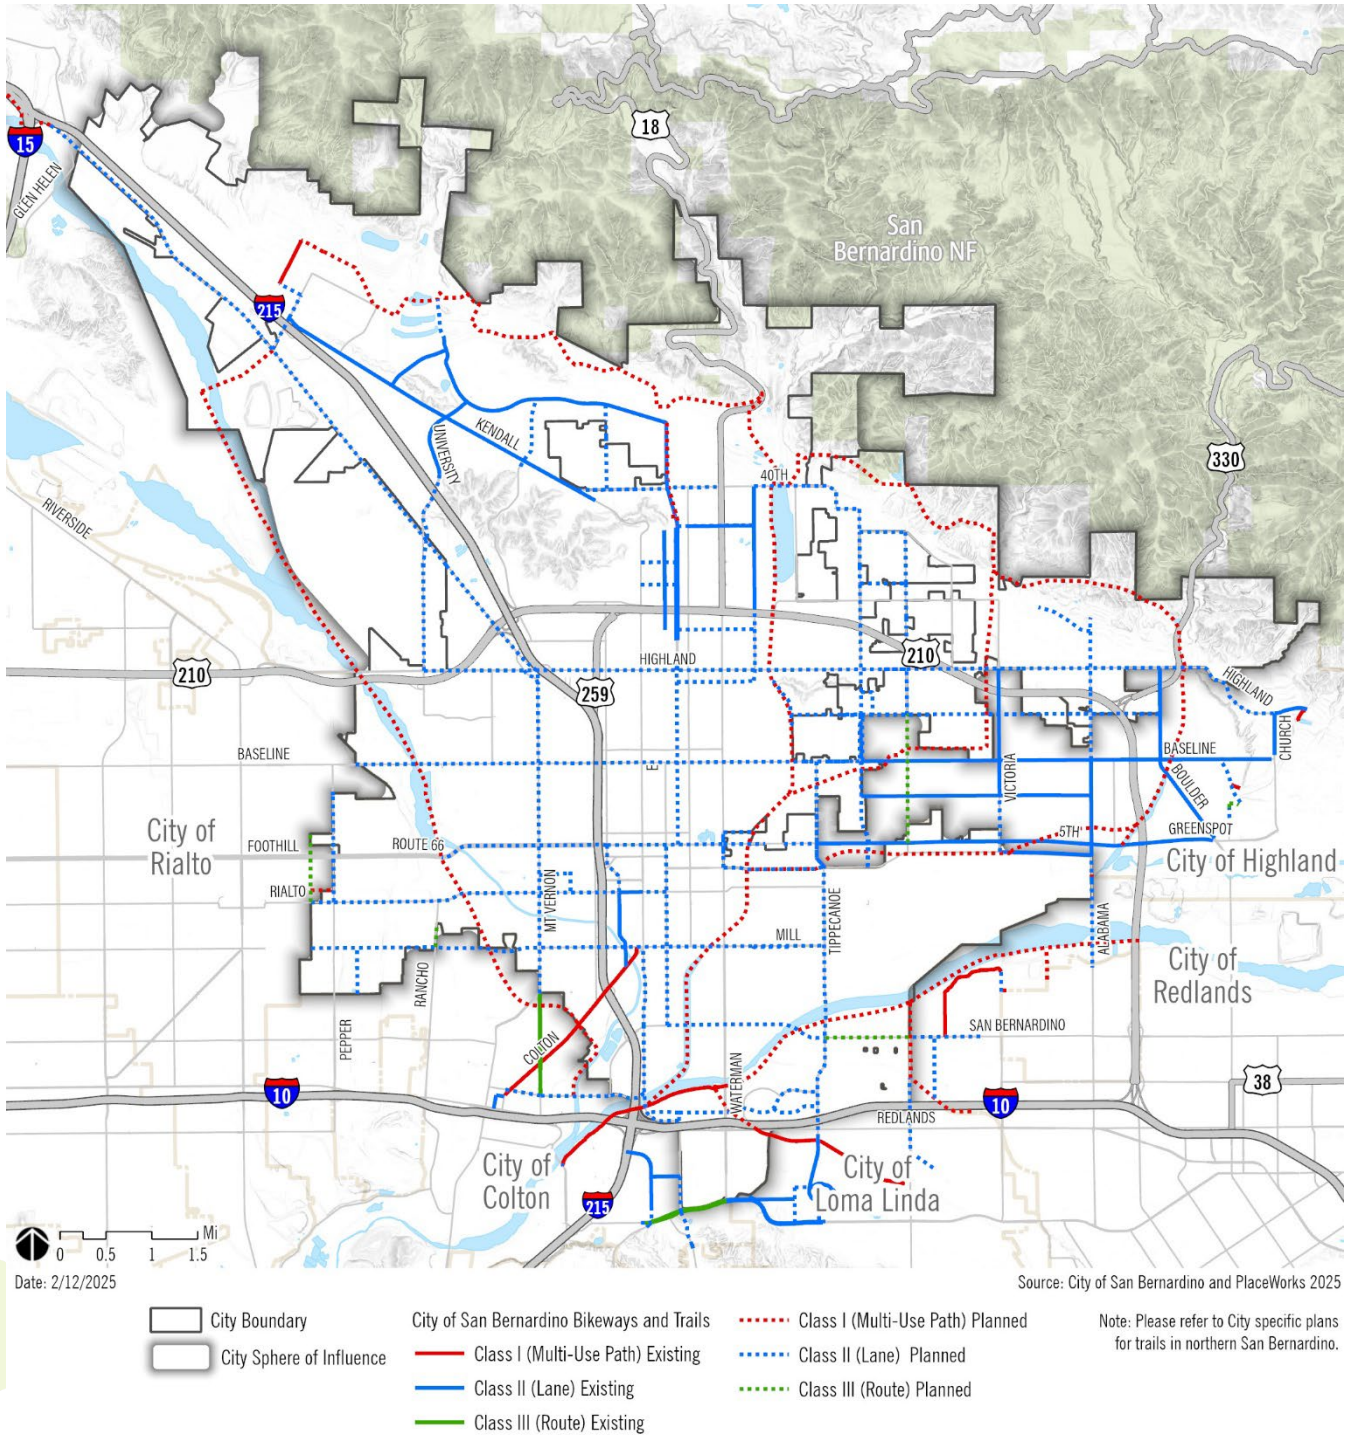 18
15
GLEN HELEN
San
Bernardino NF
215
KENDALL
UNIVERSITY
330
40TH
RIVERSIDE
210
HIGHLAND
210
259
HIGHLAND
BASELINE
E
VICTORIA
BASELINE
CHURCH
BOULDER
City of
Rialto
FOOTHILL
ROUTE 66
5TH
GREENSPOT
City of Highland
RIALTO
MT VERNON
MILL
TIPPECANOE
ALABAMA
City of
Redlands
RANCHO
PEPPER
COLTON
SAN BERNARDINO
WATERMAN
10
REDLANDS
10
38
City of
Colton
City of
Loma Linda
215
Mi
0 0.5 1 1.5
Date: 2/12/2025
Source: City of San Bernardino and PlaceWorks 2025
City Boundary
City Sphere of Influence
City of San Bernardino Bikeways and Trails
Class I (Multi-Use Path) Existing
Class II (Lane) Existing
Class III (Route) Existing
Class I (Multi-Use Path) Planned
Class II (Lane) Planned
Class III (Route) Planned
Note: Please refer to City specific plans
for trails in northern San Bernardino.